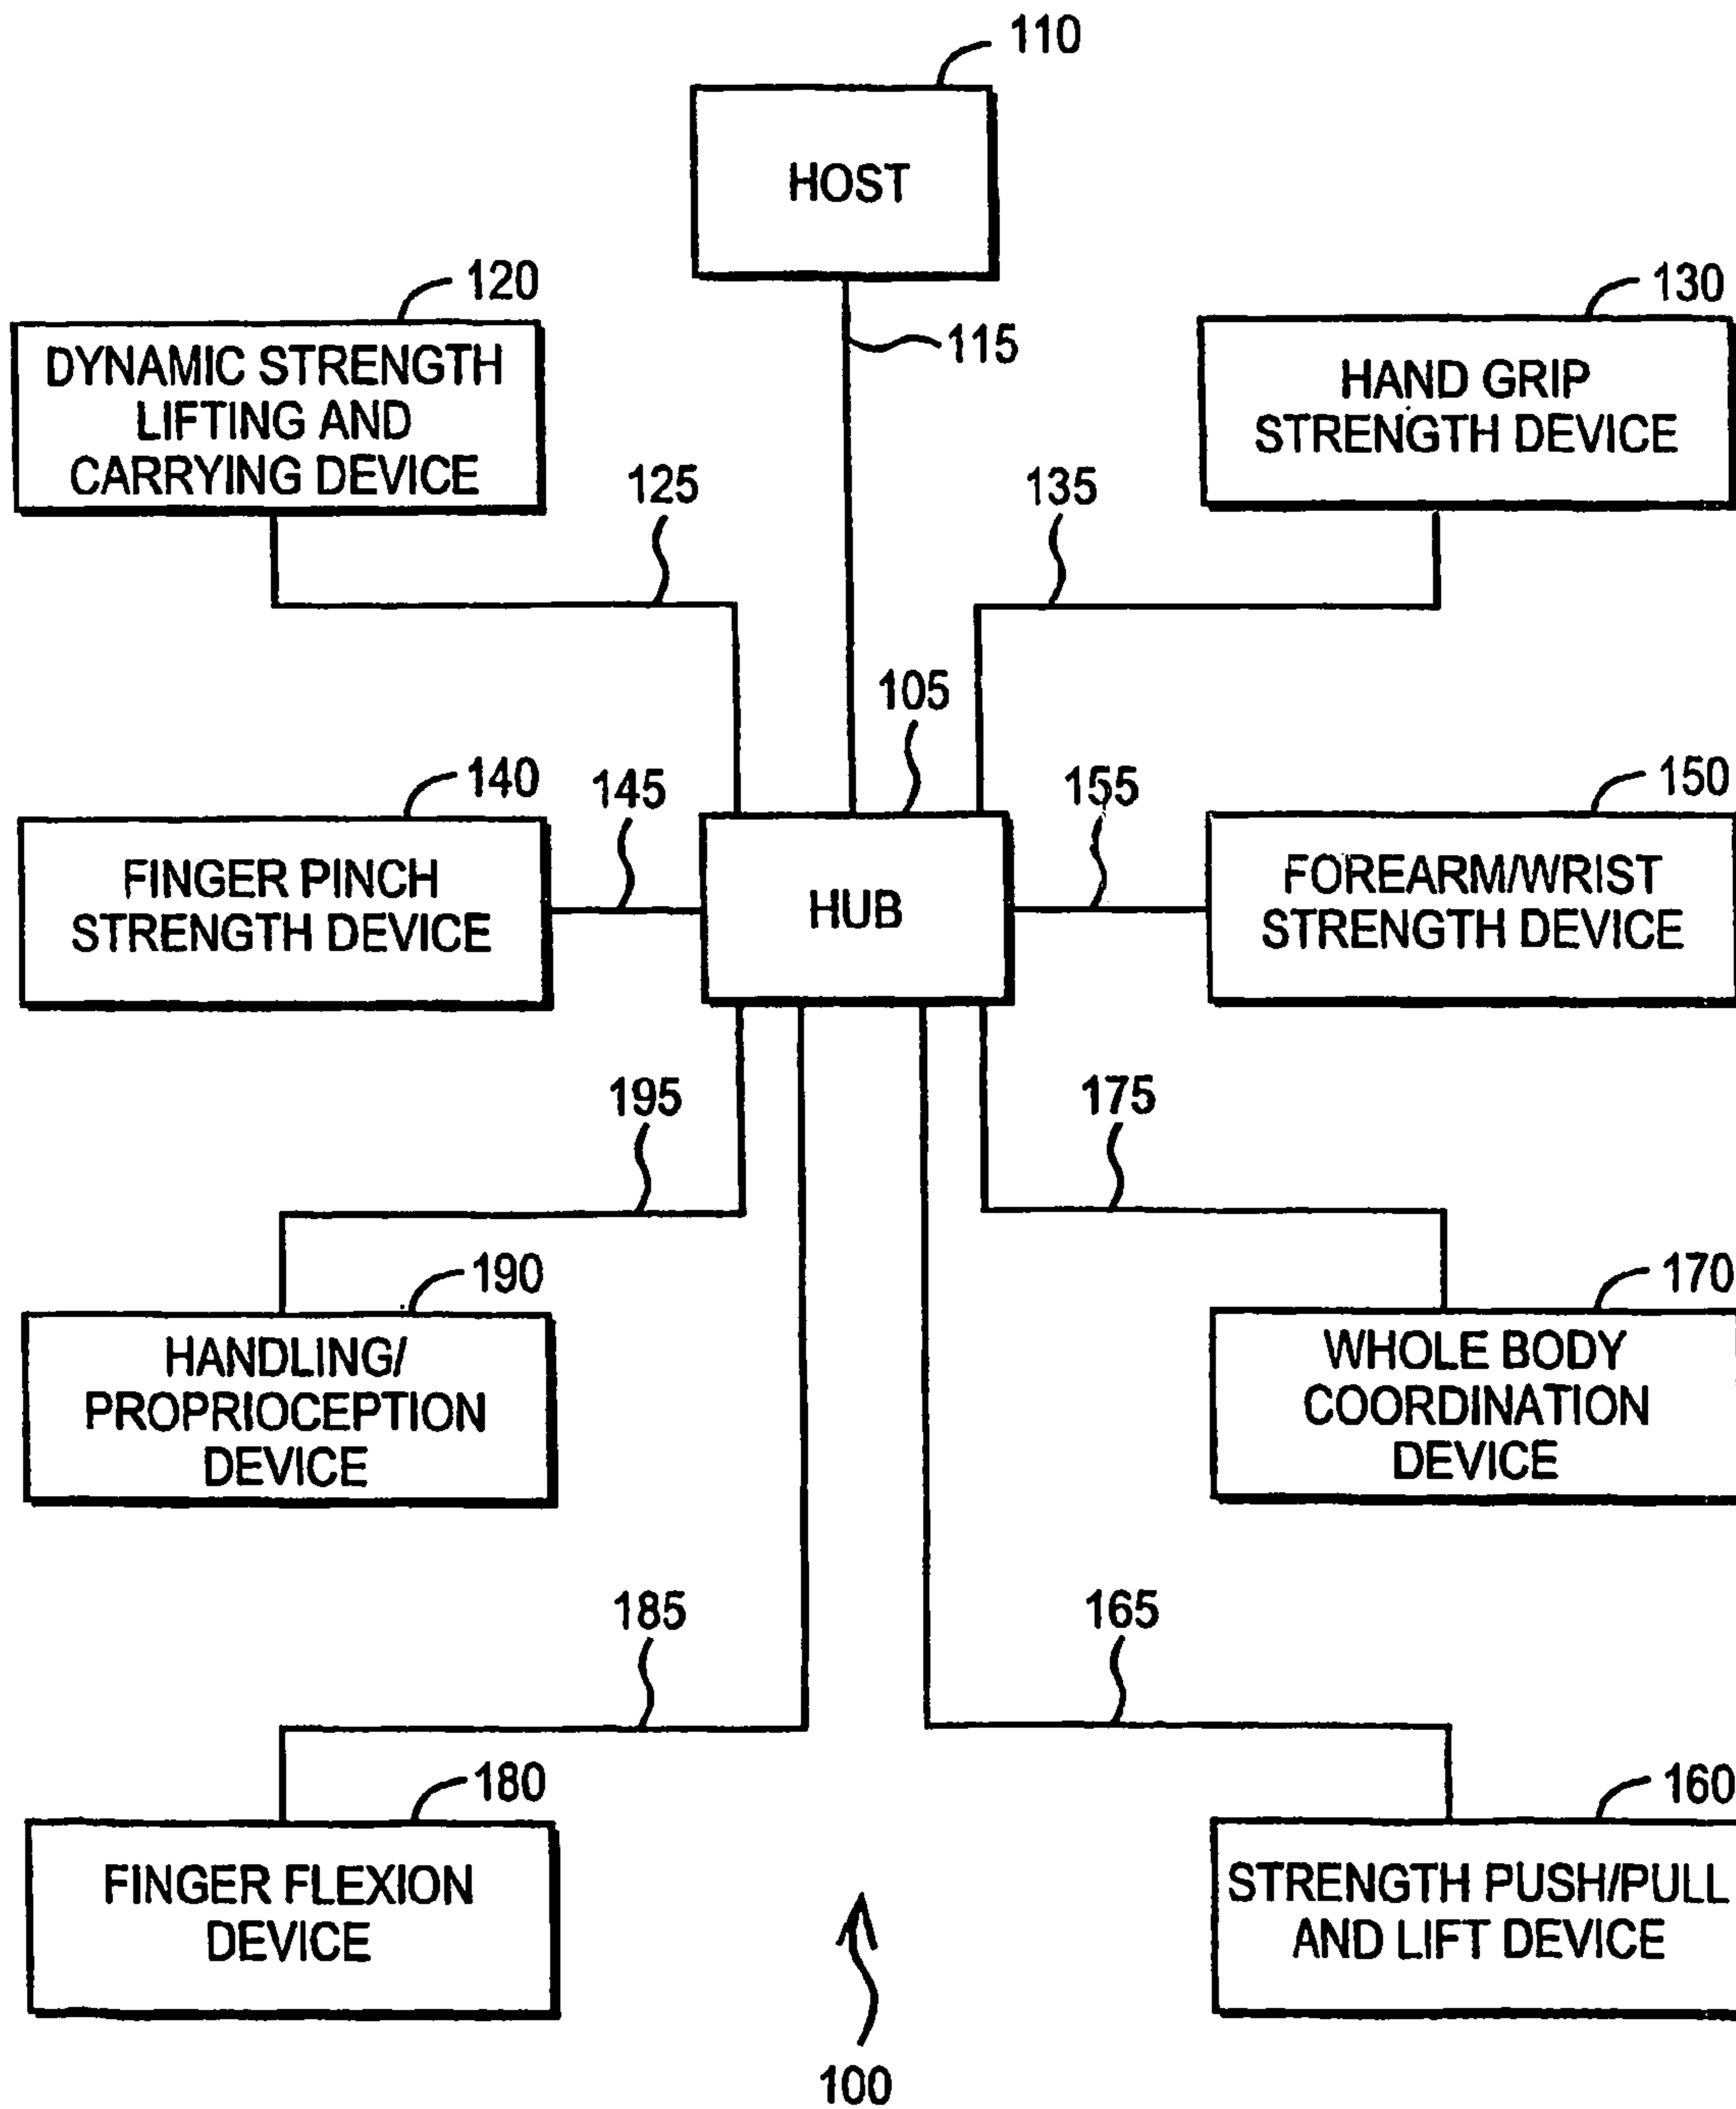 110
HOST
120
130
115
DYNAMIC STRENGTH
LIFTING AND
CARRYING DEVICE
HAND GRIP
STRENGTH DEVICE
125
135
105
140
145
155
150
FINGER PINCH
STRENGTH DEVICE
HUB
FOREARM/WRIST
STRENGTH DEVICE
195
175
190
170
HANDLING/
PROPRIOCEPTION
DEVICE
WHOLE BODY
COORDINATION
DEVICE
185
165
180
160
FINGER FLEXION
DEVICE
STRENGTH PUSH/PULL
AND LIFT DEVICE
100